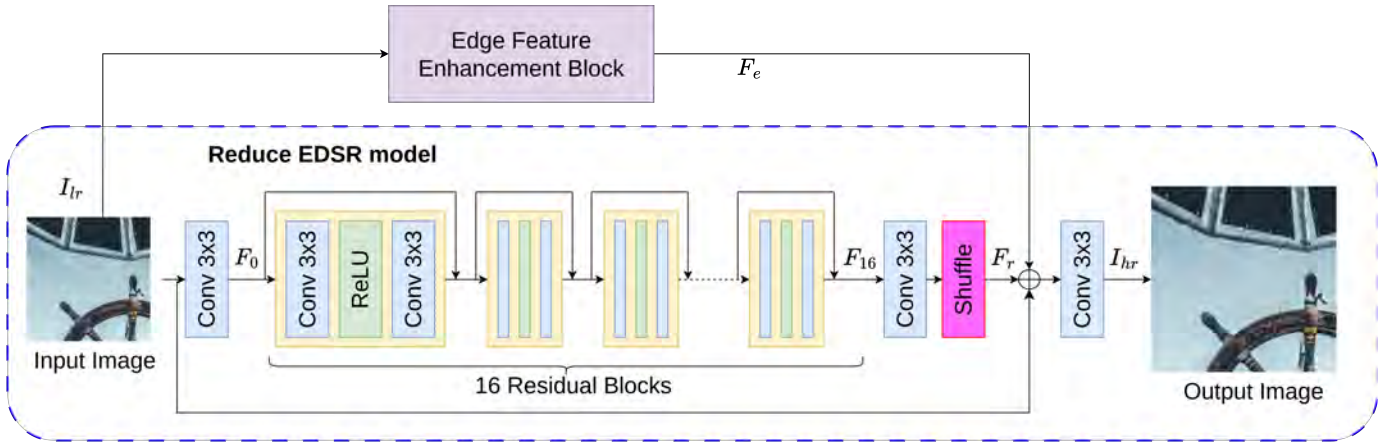 Edge Feature
Enhancement Block
F_e
Reduce EDSR model
I_lr
Input Image
Conv 3x3
F_0
Conv 3x3
ReLU
Conv 3x3
16 Residual Blocks
F_16
Conv 3x3
Shuffle
F_r
Conv 3x3
I_hr
Output Image